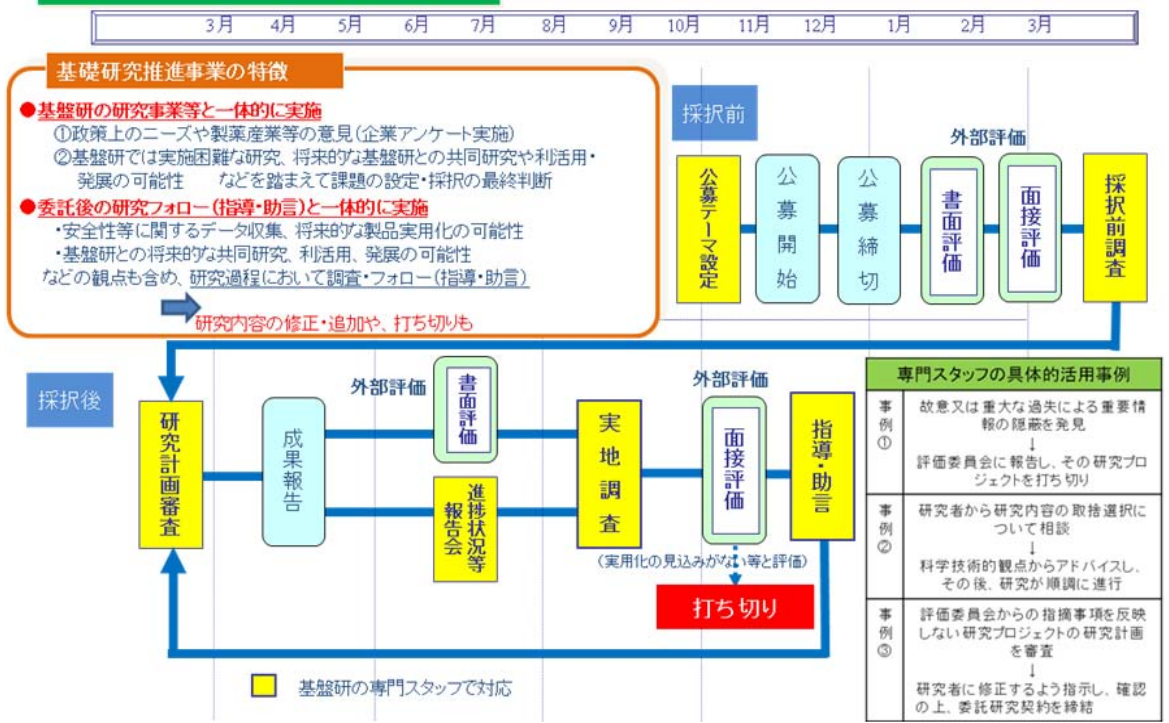 3月 4月 5月 6月 7月 8月 9月 10月 11月 12月 1月 2月 3月
基礎研究推進事業の特徴
●基盤研の研究事業等と一体的に実施
①政策上のニーズや製薬産業等の意見(企業アンケート実施)
②基盤研では実施困難な研究、将来的な基盤研との共同研究や利活用・
発展の可能性 などを踏まえて課題の設定・採択の最終判断
●委託後の研究フォロー(指導・助言)と一体的に実施
・安全性等に関するデータ収集、将来的な製品実用化の可能性
・基盤研との将来的な共同研究、利活用、発展の可能性
などの観点も含め、研究過程において調査・フォロー(指導・助言)
研究内容の修正・追加や、打ち切りも
採択前
外部評価
公募テーマ設定
公募開始
公募締切
書面評価
面接評価
採択前調査
採択後
研究計画審査
成果報告
外部評価
書面評価
進捗状況等
報告会
実地調査
外部評価
面接評価
指導・助言
(実用化の見込みがない等と評価)
打ち切り
基盤研の専門スタッフで対応
専門スタッフの具体的活用事例
事例①
故意又は重大な過失による重要情
報の隠蔽を発見
↓
評価委員会に報告し、その研究プロ
ジェクトを打ち切り
事例②
研究者から研究内容の取捨選択に
ついて相談
↓
科学技術的観点からアドバイスし、
その後、研究が順調に進行
事例③
評価委員会からの指摘事項を反映
しない研究プロジェクトの研究計画
を審査
↓
研究者に修正するよう指示し、確認
の上、委託研究契約を締結